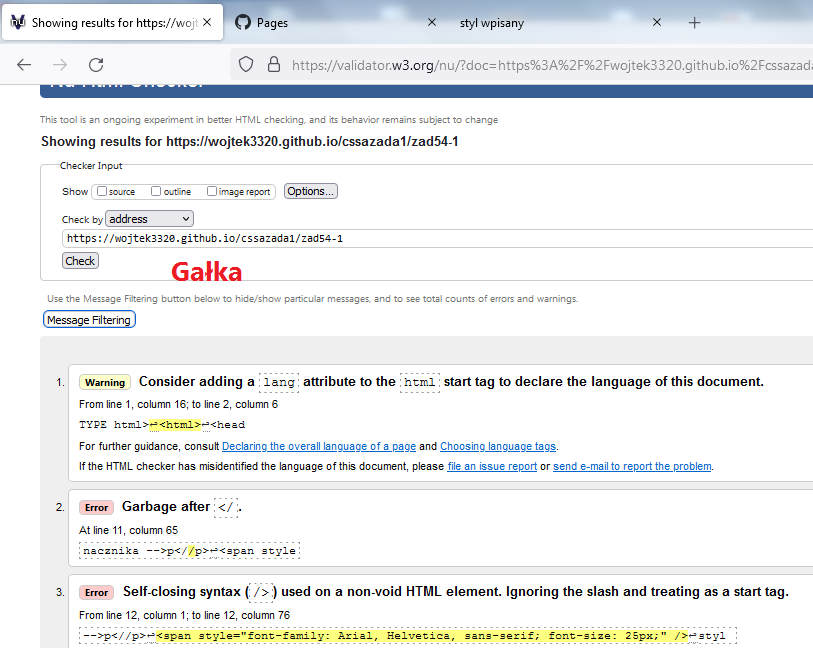 Showing results for https://wojt
Pages
styl wpisany
https://validator.w3.org/nu/?doc=https%3A%2F%2Fwojtek3320.github.io%2Fcssazada
Nu Html Checker
This tool is an ongoing experiment in better HTML checking, and its behavior remains subject to change
Showing results for https://wojtek3320.github.io/cssazada1/zad54-1
Checker Input
Show source outline image report Options...
Check by address
https://wojtek3320.github.io/cssazada1/zad54-1
Check
Gałka
Use the Message Filtering button below to hide/show particular messages, and to see total counts of errors and warnings.
Message Filtering
1. Warning Consider adding a lang attribute to the html start tag to declare the language of this document.
From line 1, column 16; to line 2, column 6
TYPE html>↩<html>↩<head
For further guidance, consult Declaring the overall language of a page and Choosing language tags.
If the HTML checker has misidentified the language of this document, please file an issue report or send e-mail to report the problem.
2. Error Garbage after </.
At line 11, column 65
nacznika -->p<//p>↩<span style
3. Error Self-closing syntax (/>) used on a non-void HTML element. Ignoring the slash and treating as a start tag.
From line 12, column 1; to line 12, column 76
-->p<//p>↩<span style="font-family: Arial, Helvetica, sans-serif; font-size: 25px;" />↩styl